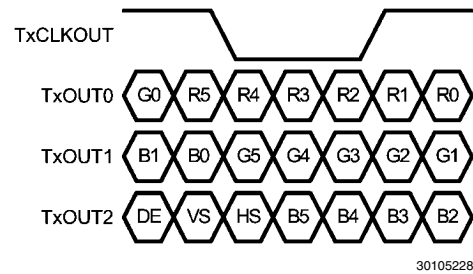 TxCLKOUT
TxOUT0 G0 R5 R4 R3 R2 R1 R0
TxOUT1 B1 B0 G5 G4 G3 G2 G1
TxOUT2 DE VS HS B5 B4 B3 B2
30105228